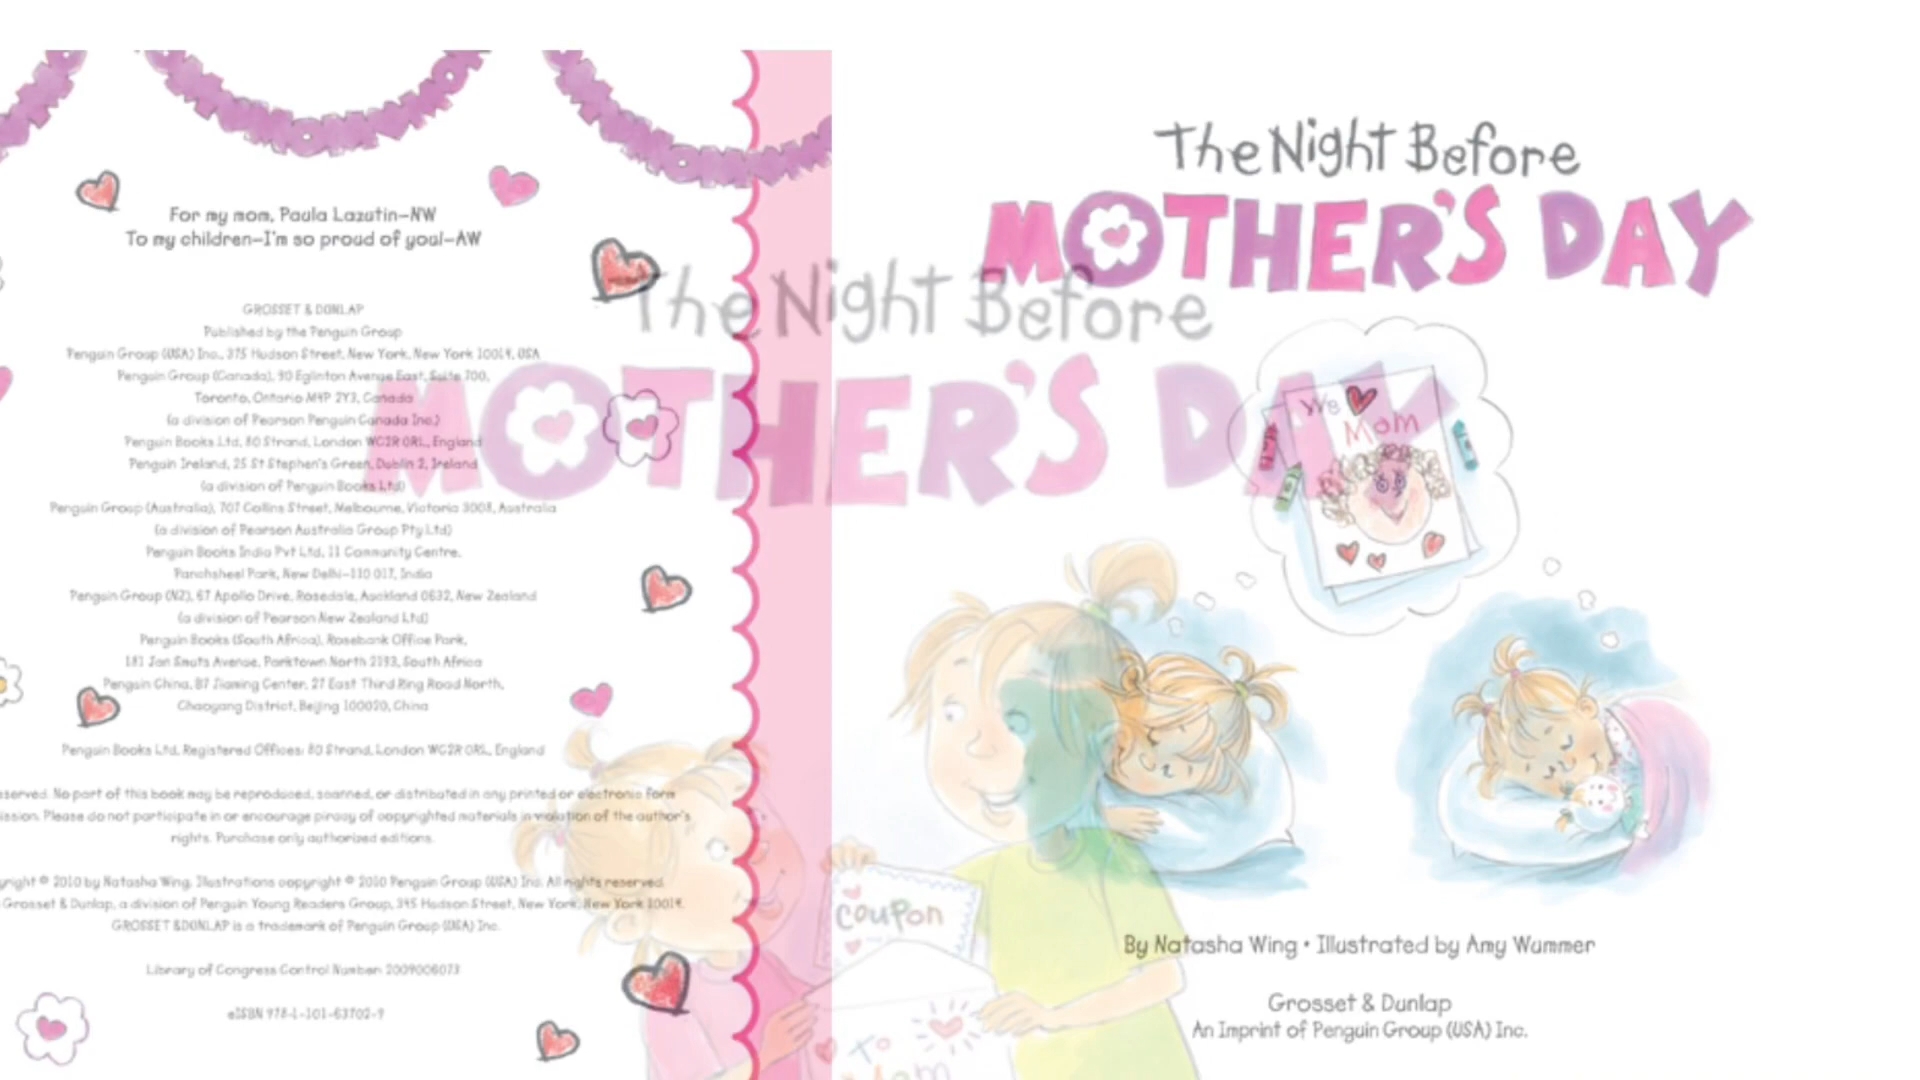 For my mom, Paula Lazutin—NW
To my children—I'm so proud of you!—AW
GROSSET & DUNLAP
Published by the Penguin Group
Penguin Group (USA) Inc., 375 Hudson Street, New York, New York 10014, USA
Penguin Group (Canada), 90 Eglinton Avenue East, Suite 700,
Toronto, Ontario M4P 2Y3, Canada
(a division of Pearson Penguin Canada Inc.)
Penguin Books Ltd, 80 Strand, London WC2R 0RL, England
Penguin Ireland, 25 St Stephen's Green, Dublin 2, Ireland
(a division of Penguin Books Ltd)
Penguin Group (Australia), 707 Collins Street, Melbourne, Victoria 3008, Australia
(a division of Pearson Australia Group Pty Ltd)
Penguin Books India Pvt Ltd, 11 Community Centre,
Panchsheel Park, New Delhi—110 017, India
Penguin Group (NZ), 67 Apollo Drive, Rosedale, Auckland 0632, New Zealand
(a division of Pearson New Zealand Ltd)
Penguin Books (South Africa), Rosebank Office Park,
181 Jan Smuts Avenue, Parktown North 2193, South Africa
Penguin China, B7 Jiaming Center, 27 East Third Ring Road North,
Chaoyang District, Beijing 100020, China
Penguin Books Ltd, Registered Offices: 80 Strand, London WC2R 0RL, England
served. No part of this book may be reproduced, scanned, or distributed in any printed or electronic form
ission. Please do not participate in or encourage piracy of copyrighted materials in violation of the author's
rights. Purchase only authorized editions.
yright © 2010 by Natasha Wing. Illustrations copyright © 2010 Penguin Group (USA) Inc. All rights reserved.
Grosset & Dunlap, a division of Penguin Young Readers Group, 345 Hudson Street, New York, New York 10014.
GROSSET & DUNLAP is a trademark of Penguin Group (USA) Inc.
Library of Congress Control Number: 2009006073
eISBN 978-1-101-63702-9
The Night Before
MOTHER'S DAY
The Night Before
MOTHER'S DAY
We
Mom
coupon
To
Mom
By Natasha Wing • Illustrated by Amy Wummer
Grosset & Dunlap
An Imprint of Penguin Group (USA) Inc.